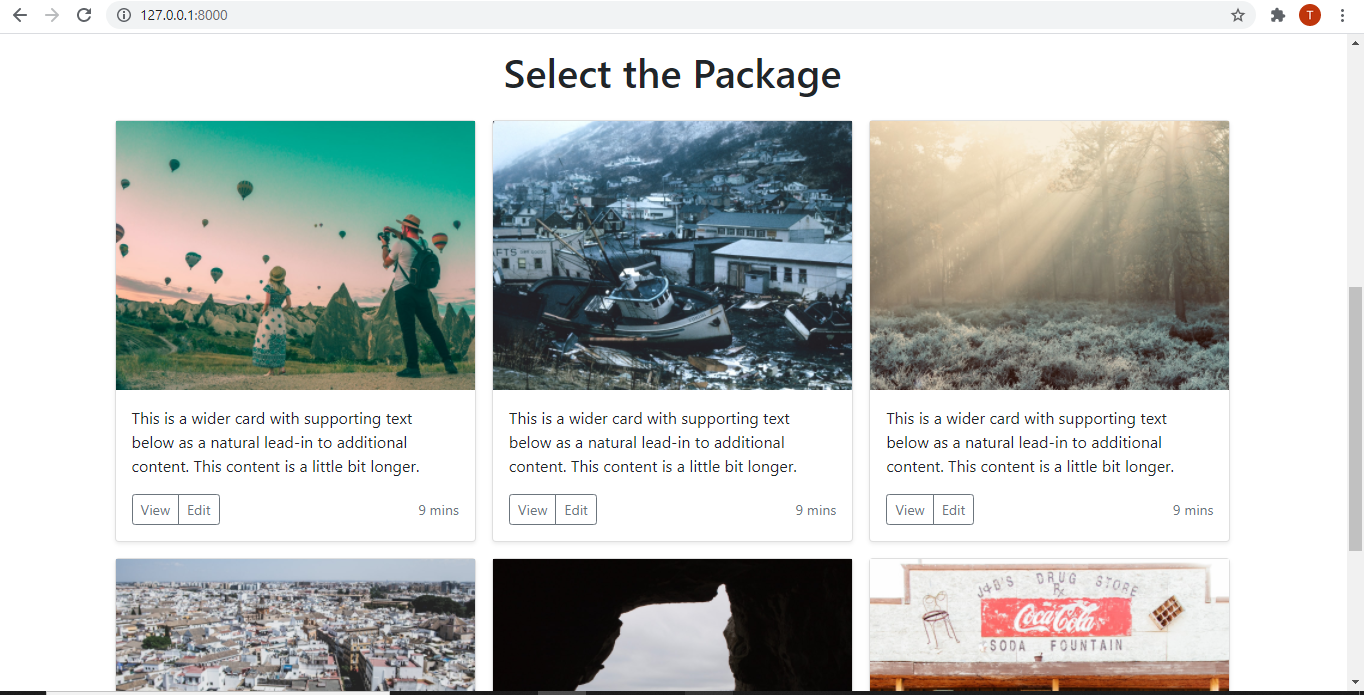 127.0.0.1:8000
T
Select the Package
This is a wider card with supporting text
below as a natural lead-in to additional
content. This content is a little bit longer.
View Edit 9 mins
This is a wider card with supporting text
below as a natural lead-in to additional
content. This content is a little bit longer.
View Edit 9 mins
This is a wider card with supporting text
below as a natural lead-in to additional
content. This content is a little bit longer.
View Edit 9 mins
J&B'S DRUG STORE
Rx
Coca-Cola
SODA FOUNTAIN